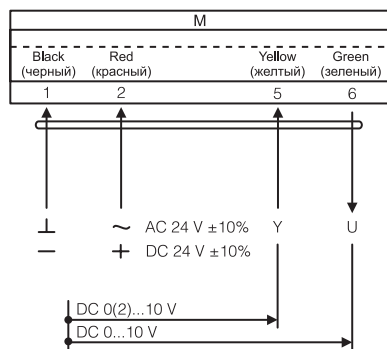 M
Black Red Yellow Green
(черный) (красный) (желтый) (зеленый)
1 2 5 6
⊥ ~ AC 24 V ±10% Y U
− + DC 24 V ±10%
DC 0(2)...10 V
DC 0...10 V